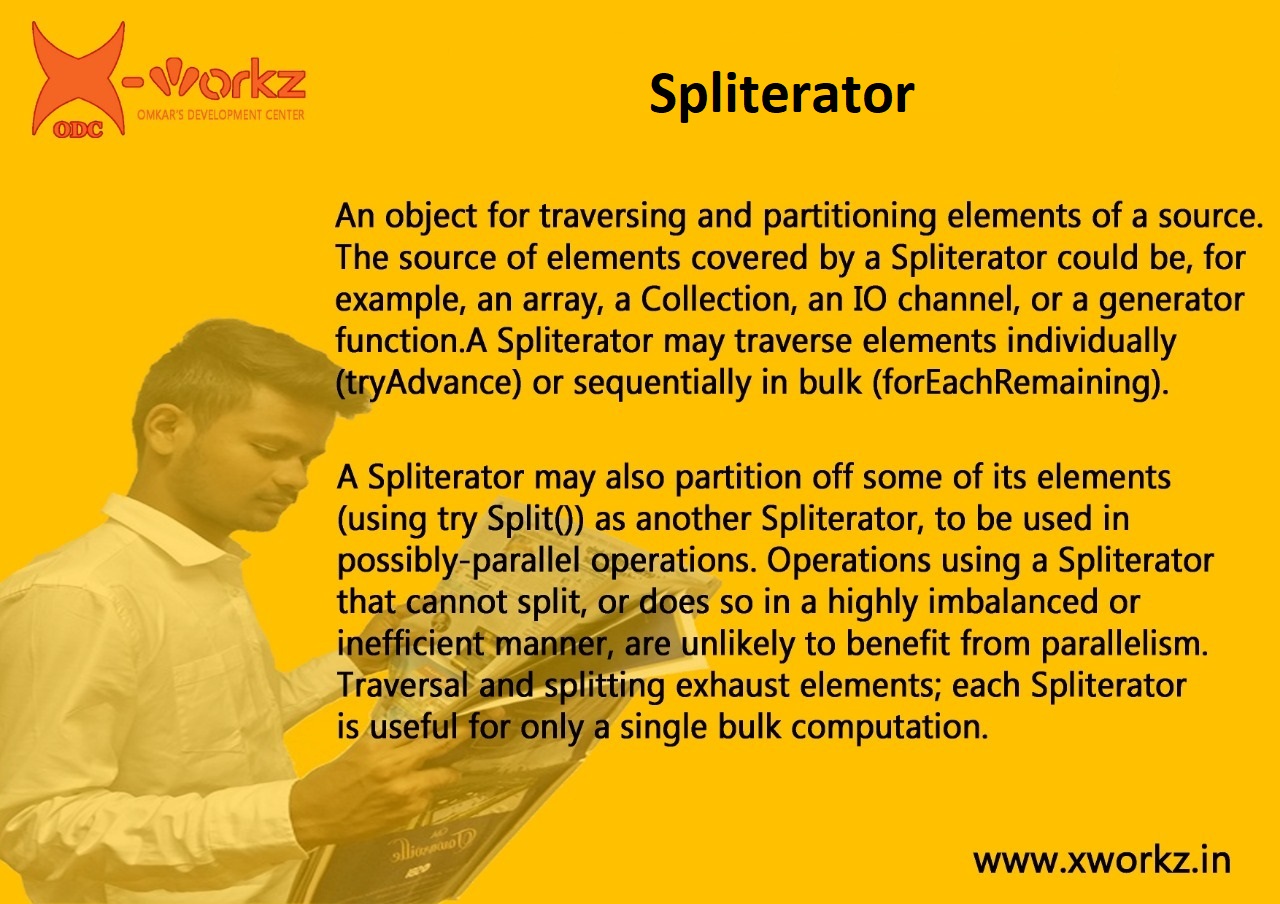 X-workz
OMKAR'S DEVELOPMENT CENTER
ODC
Spliterator
An object for traversing and partitioning elements of a source.
The source of elements covered by a Spliterator could be, for
example, an array, a Collection, an IO channel, or a generator
function.A Spliterator may traverse elements individually
(tryAdvance) or sequentially in bulk (forEachRemaining).
A Spliterator may also partition off some of its elements
(using try Split()) as another Spliterator, to be used in
possibly-parallel operations. Operations using a Spliterator
that cannot split, or does so in a highly imbalanced or
inefficient manner, are unlikely to benefit from parallelism.
Traversal and splitting exhaust elements; each Spliterator
is useful for only a single bulk computation.
www.xworkz.in